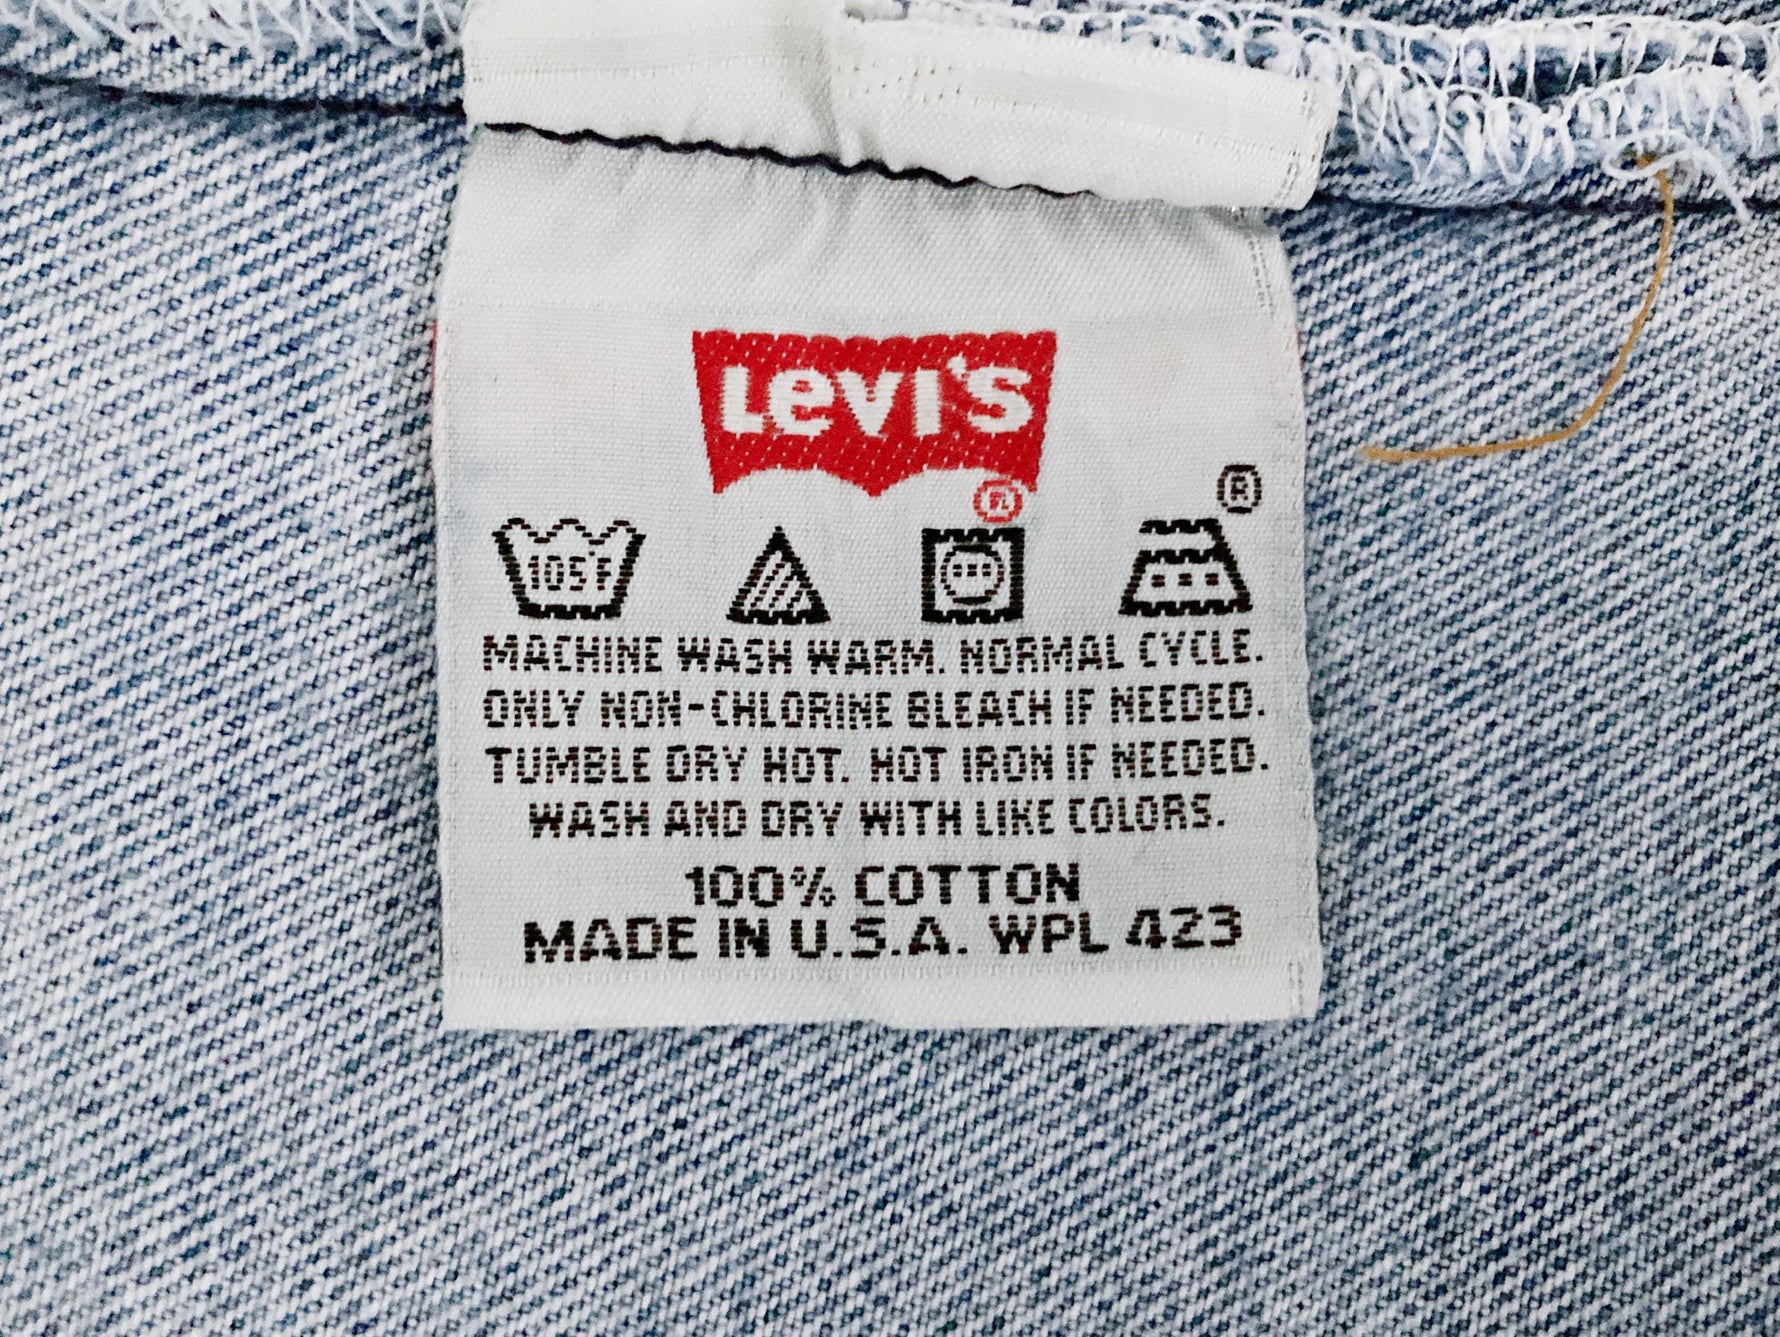 Levi's
®
®
105°F
MACHINE WASH WARM. NORMAL CYCLE.
ONLY NON-CHLORINE BLEACH IF NEEDED.
TUMBLE DRY HOT. HOT IRON IF NEEDED.
WASH AND DRY WITH LIKE COLORS.
100% COTTON
MADE IN U.S.A. WPL 423